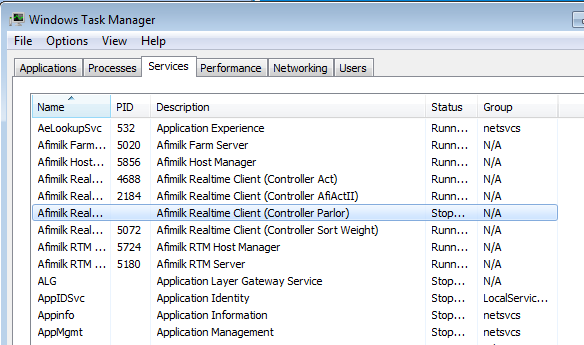 Windows Task Manager
File Options View Help
Applications Processes Services Performance Networking Users
Name PID Description Status Group
AeLookupSvc 532 Application Experience Runn... netsvcs
Afimilk Farm... 5020 Afimilk Farm Server Runn... N/A
Afimilk Host... 5856 Afimilk Host Manager Runn... N/A
Afimilk Real... 4688 Afimilk Realtime Client (Controller Act) Runn... N/A
Afimilk Real... 2184 Afimilk Realtime Client (Controller AfiActII) Runn... N/A
Afimilk Real... Afimilk Realtime Client (Controller Parlor) Stop... N/A
Afimilk Real... 5072 Afimilk Realtime Client (Controller Sort Weight) Runn... N/A
Afimilk RTM ... 5724 Afimilk RTM Host Manager Runn... N/A
Afimilk RTM ... 5180 Afimilk RTM Server Runn... N/A
ALG Application Layer Gateway Service Stop... N/A
AppIDSvc Application Identity Stop... LocalServic...
Appinfo Application Information Stop... netsvcs
AppMgmt Application Management Stop... netsvcs